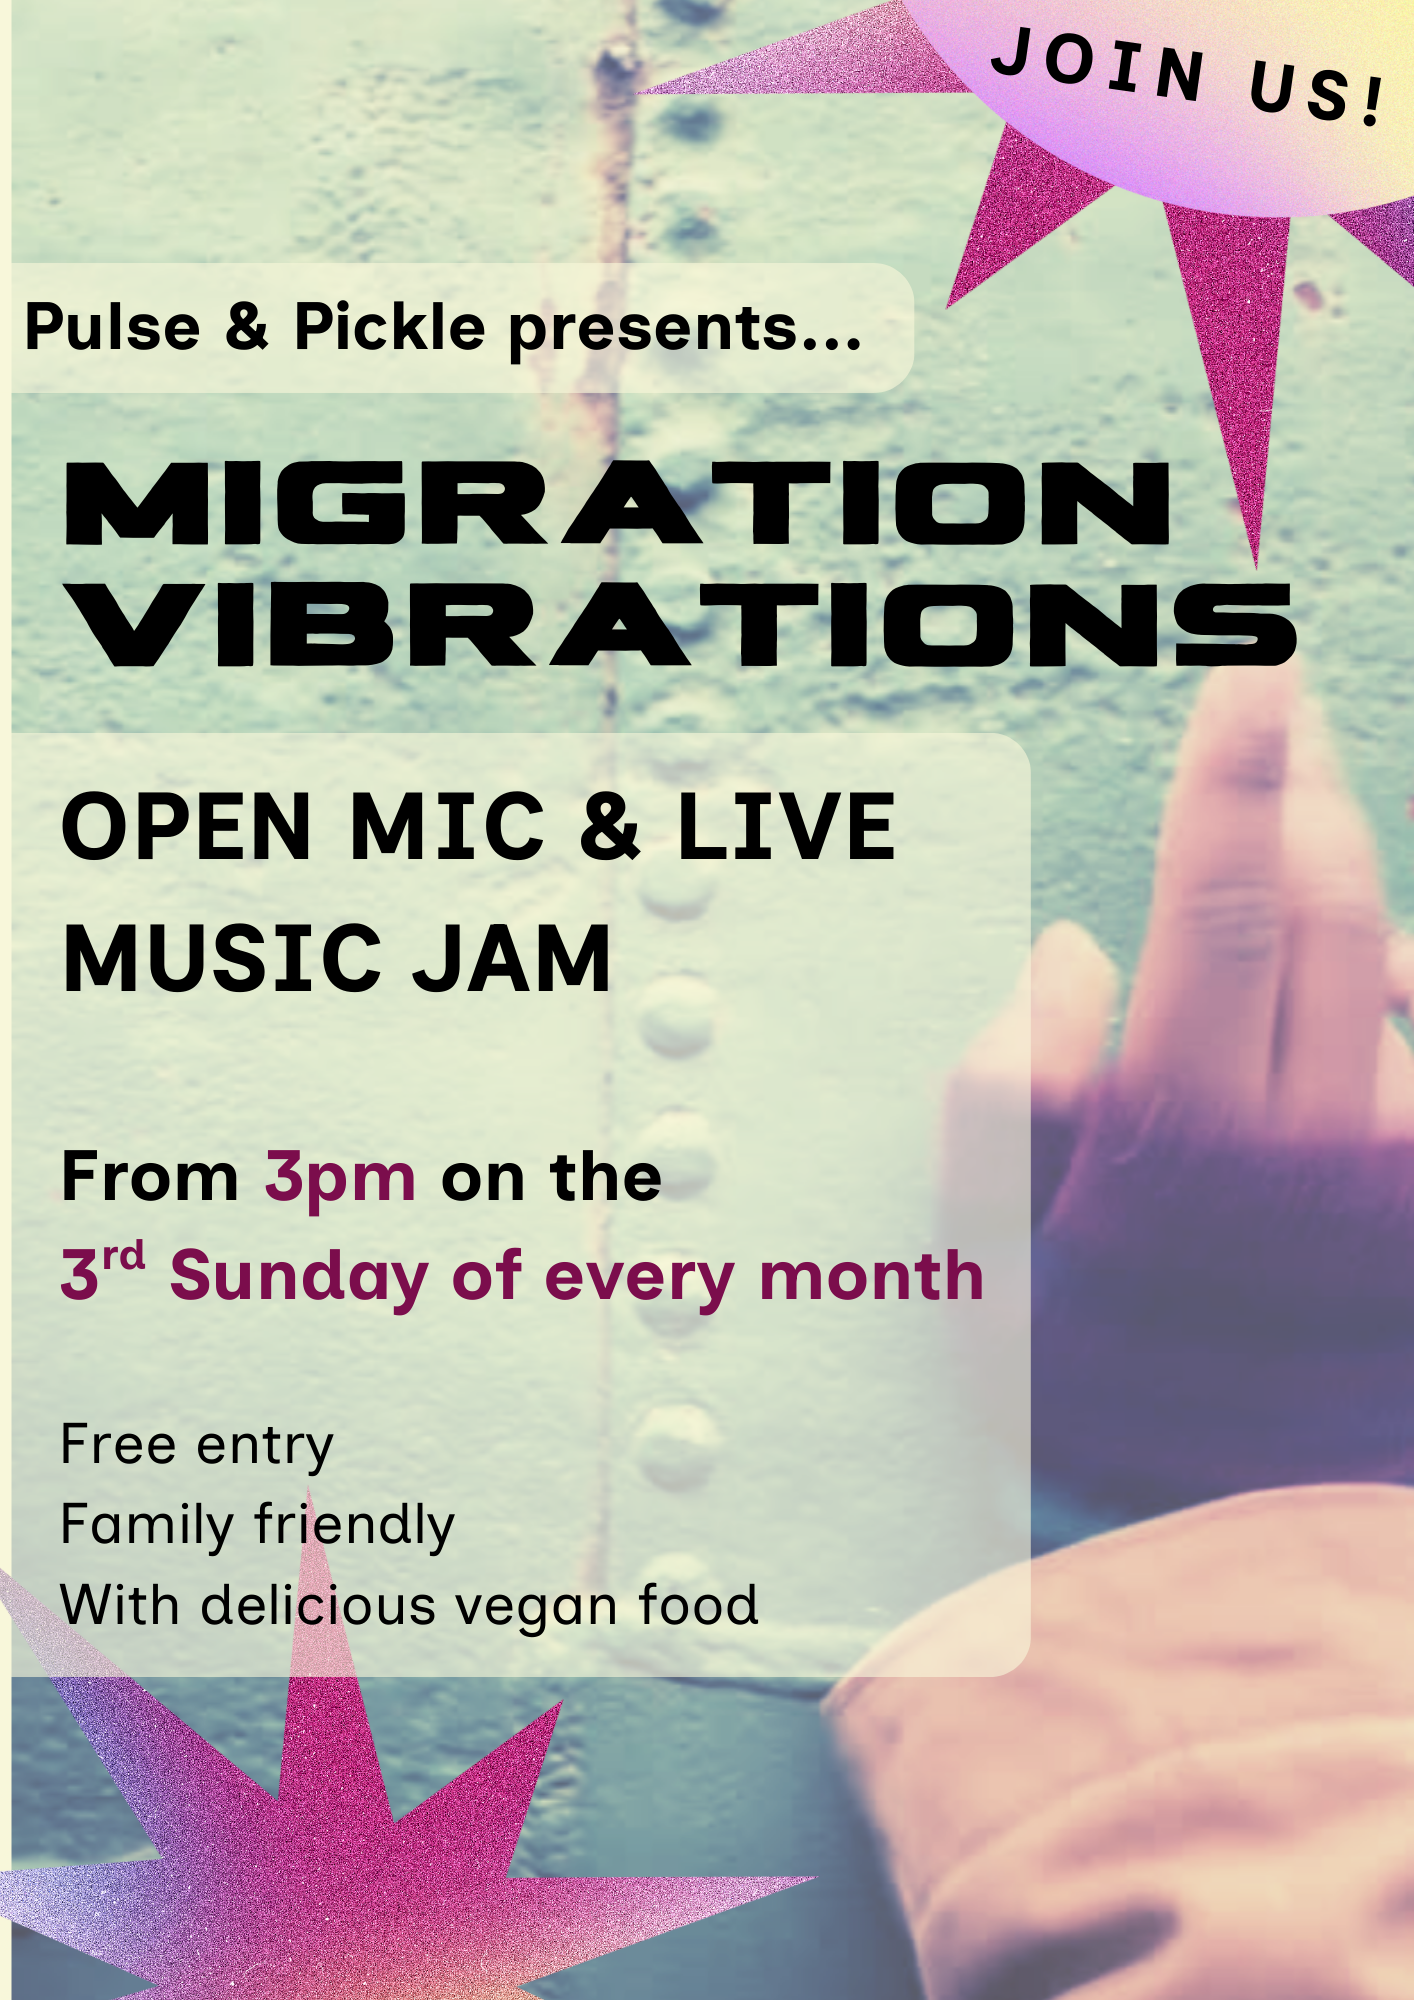 JOIN US!
Pulse & Pickle presents...
MIGRATION
VIBRATIONS
OPEN MIC & LIVE
MUSIC JAM
From 3pm on the
3rd Sunday of every month
Free entry
Family friendly
With delicious vegan food